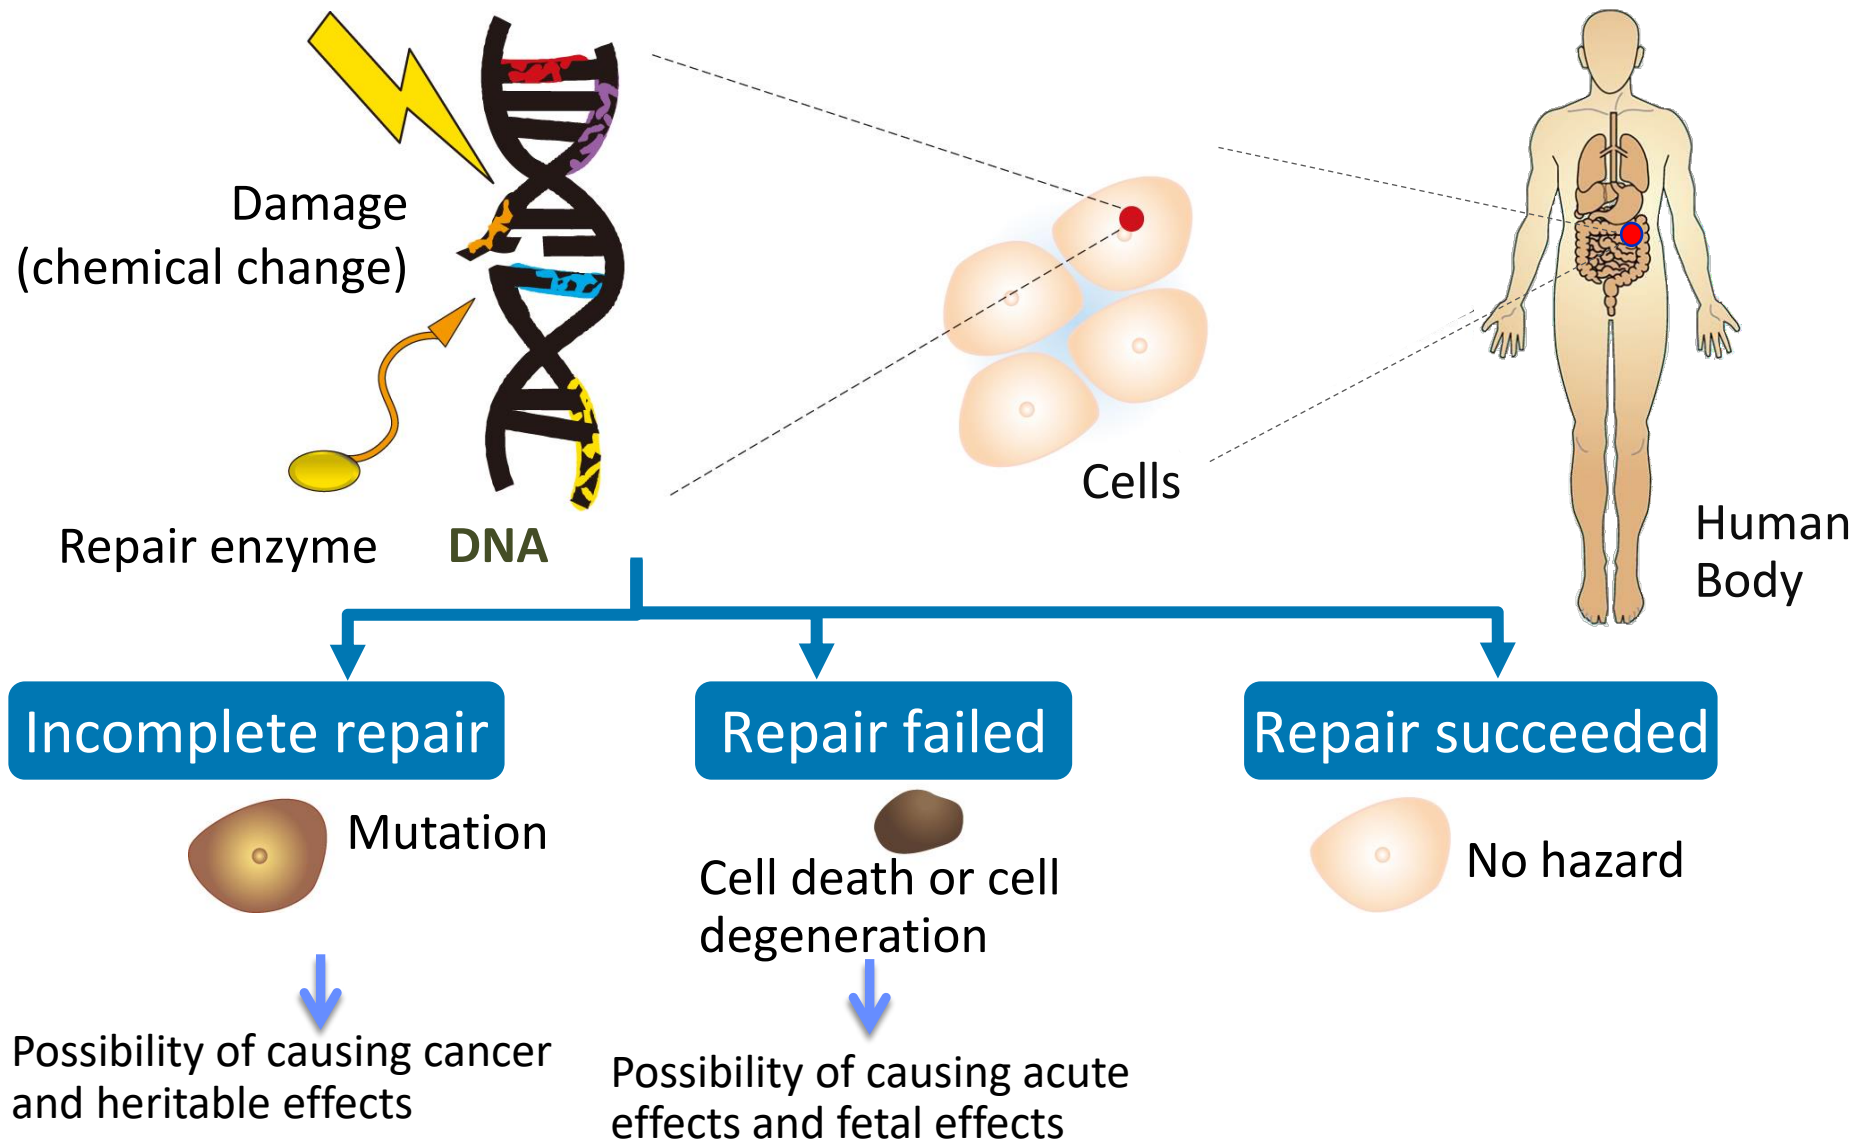 Damage
(chemical change)
Repair enzyme
DNA
Cells
Human
Body
Incomplete repair
Repair failed
Repair succeeded
Mutation
Cell death or cell
degeneration
No hazard
Possibility of causing cancer
and heritable effects
Possibility of causing acute
effects and fetal effects